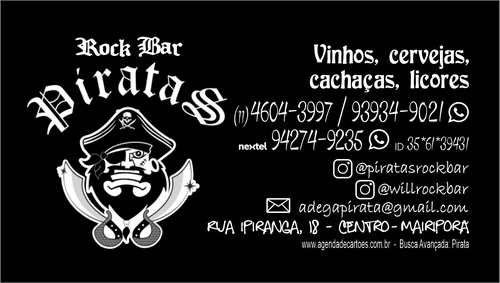 Rock Bar
Piratas
Vinhos, cervejas,
cachaças, licores
(11) 4604-3997 / 93934-9021
nextel 94274-9235 ID 35*61*39431
@piratasrockbar
@willrockbar
adegapirata@gmail.com
RUA IPIRANGA, 18 - CENTRO - MAIRIPORÃ
www.agendadecartoes.com.br - Busca Avançada: Pirata